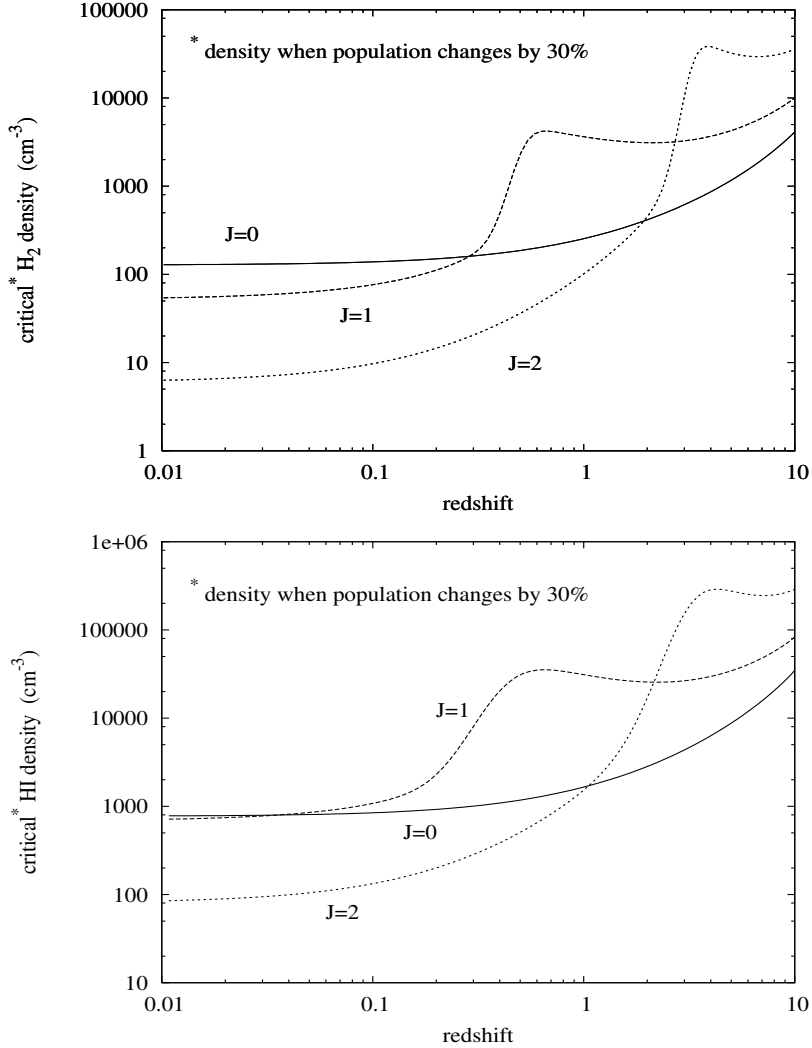 100000
* density when population changes by 30%
10000
critical* H2 density (cm-3)
1000
J=0
100
J=1
10
J=2
1
0.01
0.1
1
10
redshift
1e+06
* density when population changes by 30%
100000
critical* HI density (cm-3)
J=1
10000
1000
J=0
100
J=2
10
0.01
0.1
1
10
redshift